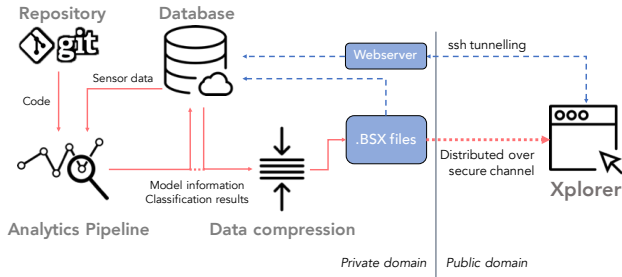 Repository
Database
git
Webserver
ssh tunnelling
Sensor data
Code
.BSX files
Distributed over
secure channel
Model information
Classification results
Xplorer
Analytics Pipeline
Data compression
Private domain
Public domain